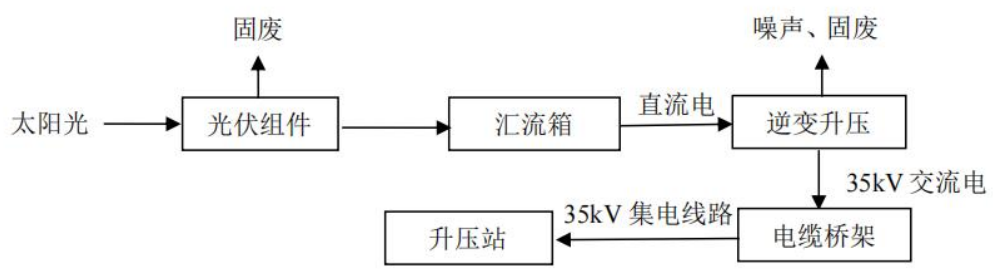 固废
噪声、固废
太阳光
光伏组件
汇流箱
直流电
逆变升压
35kV 交流电
35kV 集电线路
升压站
电缆桥架